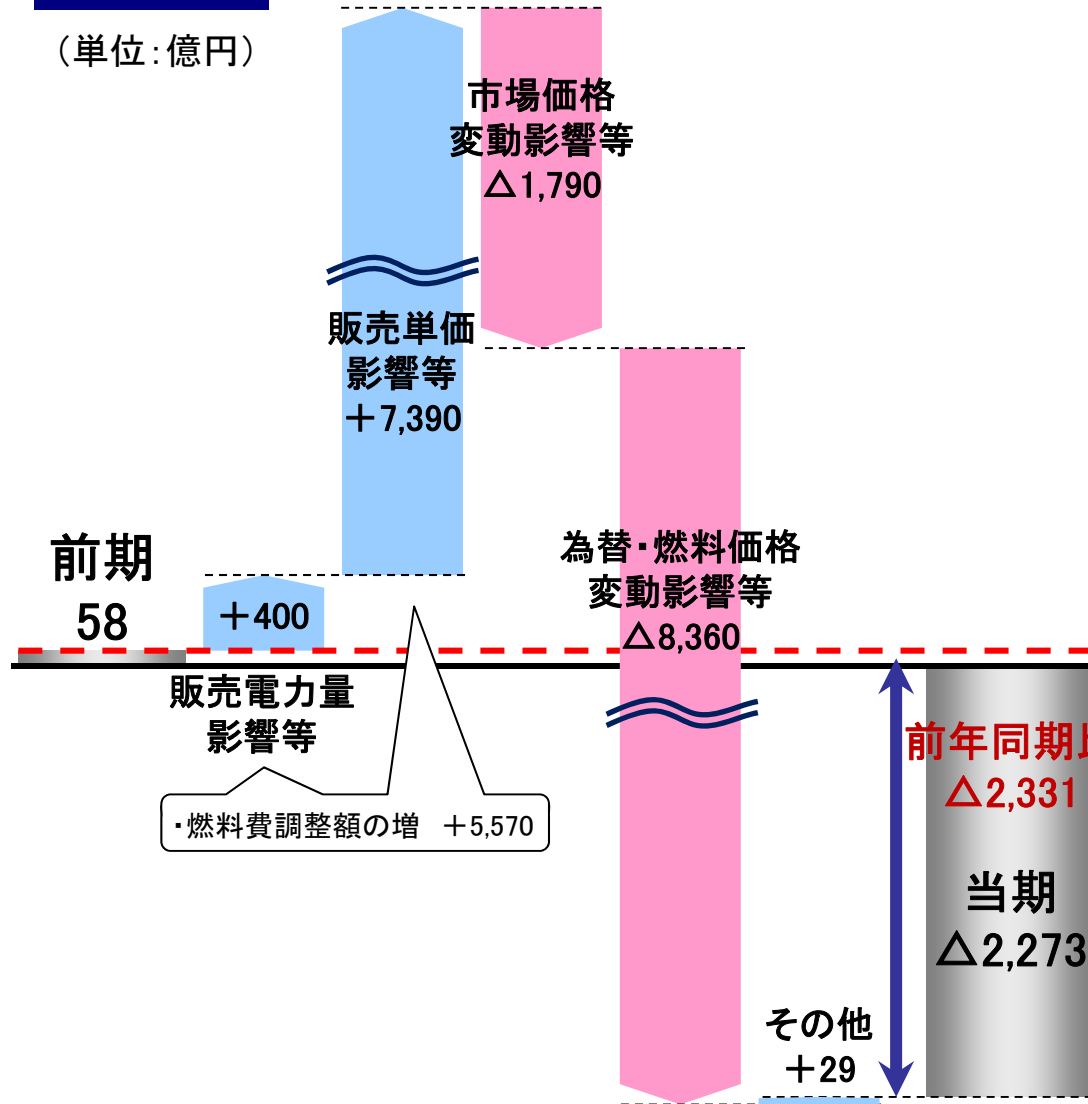 （単位：億円）
市場価格
変動影響等
△1,790
販売単価
影響等
＋7,390
前期
58
＋400
販売電力量
影響等
為替・燃料価格
変動影響等
△8,360
・燃料費調整額の増　＋5,570
前年同期
△2,331
当期
△2,273
その他
＋29